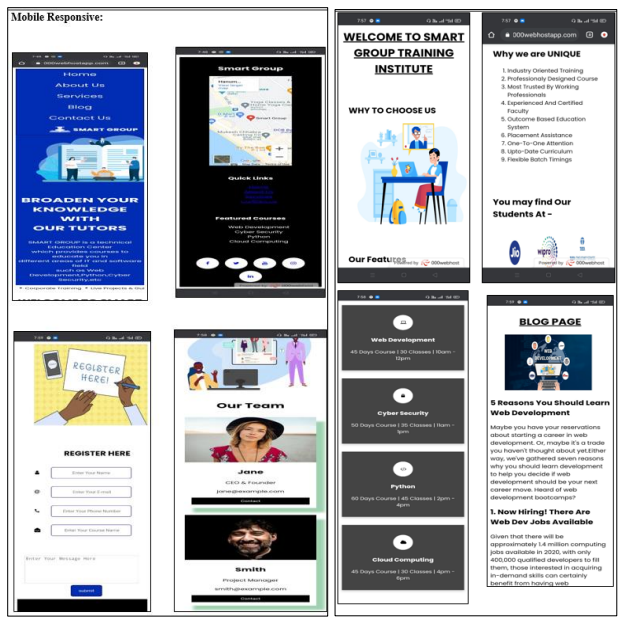 Mobile Responsive:
000webhostapp.com
Home
About Us
Services
Blog
Contact Us
SMART GROUP
BROADEN YOUR
KNOWLEDGE
WITH
OUR TUTORS
SMART GROUP is a technical
Education Center
which provides courses to
educate you in
different areas of IT and software
field
such as Web
Development,Python,Cyber
Security,etc
Corporate Training • Live Projects & Our
Smart Group
Smart Group
Quick Links
Featured Courses
Web Development
Cyber Security
Python
Cloud Computing
7:57
WELCOME TO SMART
GROUP TRAINING
INSTITUTE
WHY TO CHOOSE US
Our Features
Powered by 000webhost
7:57
000webhostapp.com
Why we are UNIQUE
1. Industry Oriented Training
2. Professionaly Designed Course
3. Most Trusted By Working
Professionals
4. Experienced And Certified
Faculty
5. Outcome Based Education
System
6. Placement Assistance
7. One-To-One Attention
8. Upto-Date Curriculum
9. Flexible Batch Timings
You may find Our
Students At -
Jio
wipro
Powered by 000webhost
7:59
REGISTER
HERE!
REGISTER HERE
Enter Your Name
Enter Your E-mail
Enter Your Phone Number
Enter Your Course Name
Enter Your Message Here
submit
Our Team
Jane
CEO & Founder
jane@example.com
Contact
Smith
Project Manager
smith@example.com
Contact
Web Development
45 Days Course | 30 Classes | 10am -
12pm
Cyber Security
50 Days Course | 35 Classes | 11am -
1pm
Python
60 Days Course | 45 Classes | 2pm -
4pm
Cloud Computing
45 Days Course | 30 Classes | 4pm -
6pm
7:59
BLOG PAGE
WEB
DEVELOPMENT
5 Reasons You Should Learn
Web Development
Maybe you have your reservations
about starting a career in web
development. Or, maybe it's a trade
you haven't thought about yet.Either
way, we've gathered seven reasons
why you should learn development
to help you decide if web
development should be your next
career move. Heard of web
development bootcamps?
1. Now Hiring! There Are
Web Dev Jobs Available
Given that there will be
approximately 1.4 million computing
jobs available in 2020, with only
400,000 qualified developers to fill
them, those interested in acquiring
in-demand skills can certainly
benefit from having web